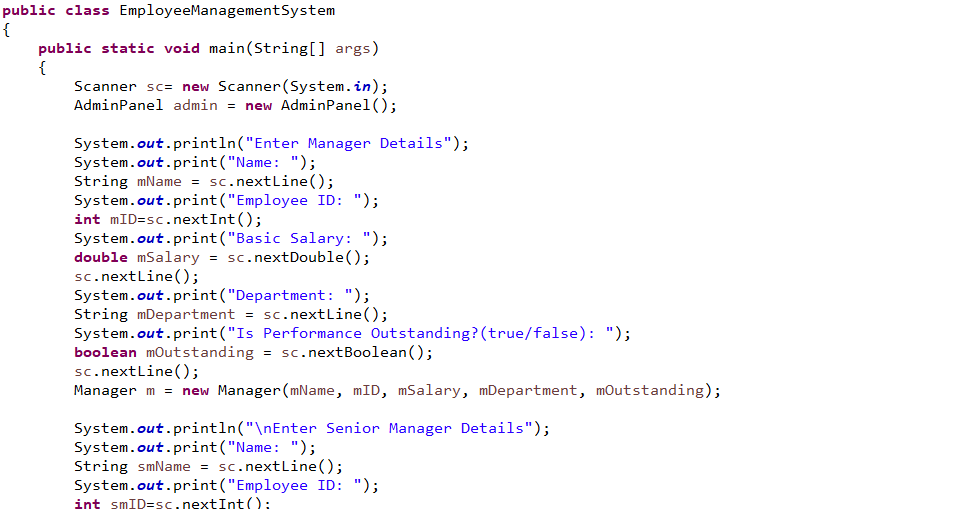 public class EmployeeManagementSystem
{
    public static void main(String[] args)
    {
        Scanner sc= new Scanner(System.in);
        AdminPanel admin = new AdminPanel();

        System.out.println("Enter Manager Details");
        System.out.print("Name: ");
        String mName = sc.nextLine();
        System.out.print("Employee ID: ");
        int mID=sc.nextInt();
        System.out.print("Basic Salary: ");
        double mSalary = sc.nextDouble();
        sc.nextLine();
        System.out.print("Department: ");
        String mDepartment = sc.nextLine();
        System.out.print("Is Performance Outstanding?(true/false): ");
        boolean mOutstanding = sc.nextBoolean();
        sc.nextLine();
        Manager m = new Manager(mName, mID, mSalary, mDepartment, mOutstanding);

        System.out.println("\nEnter Senior Manager Details");
        System.out.print("Name: ");
        String smName = sc.nextLine();
        System.out.print("Employee ID: ");
        int smID=sc.nextInt();